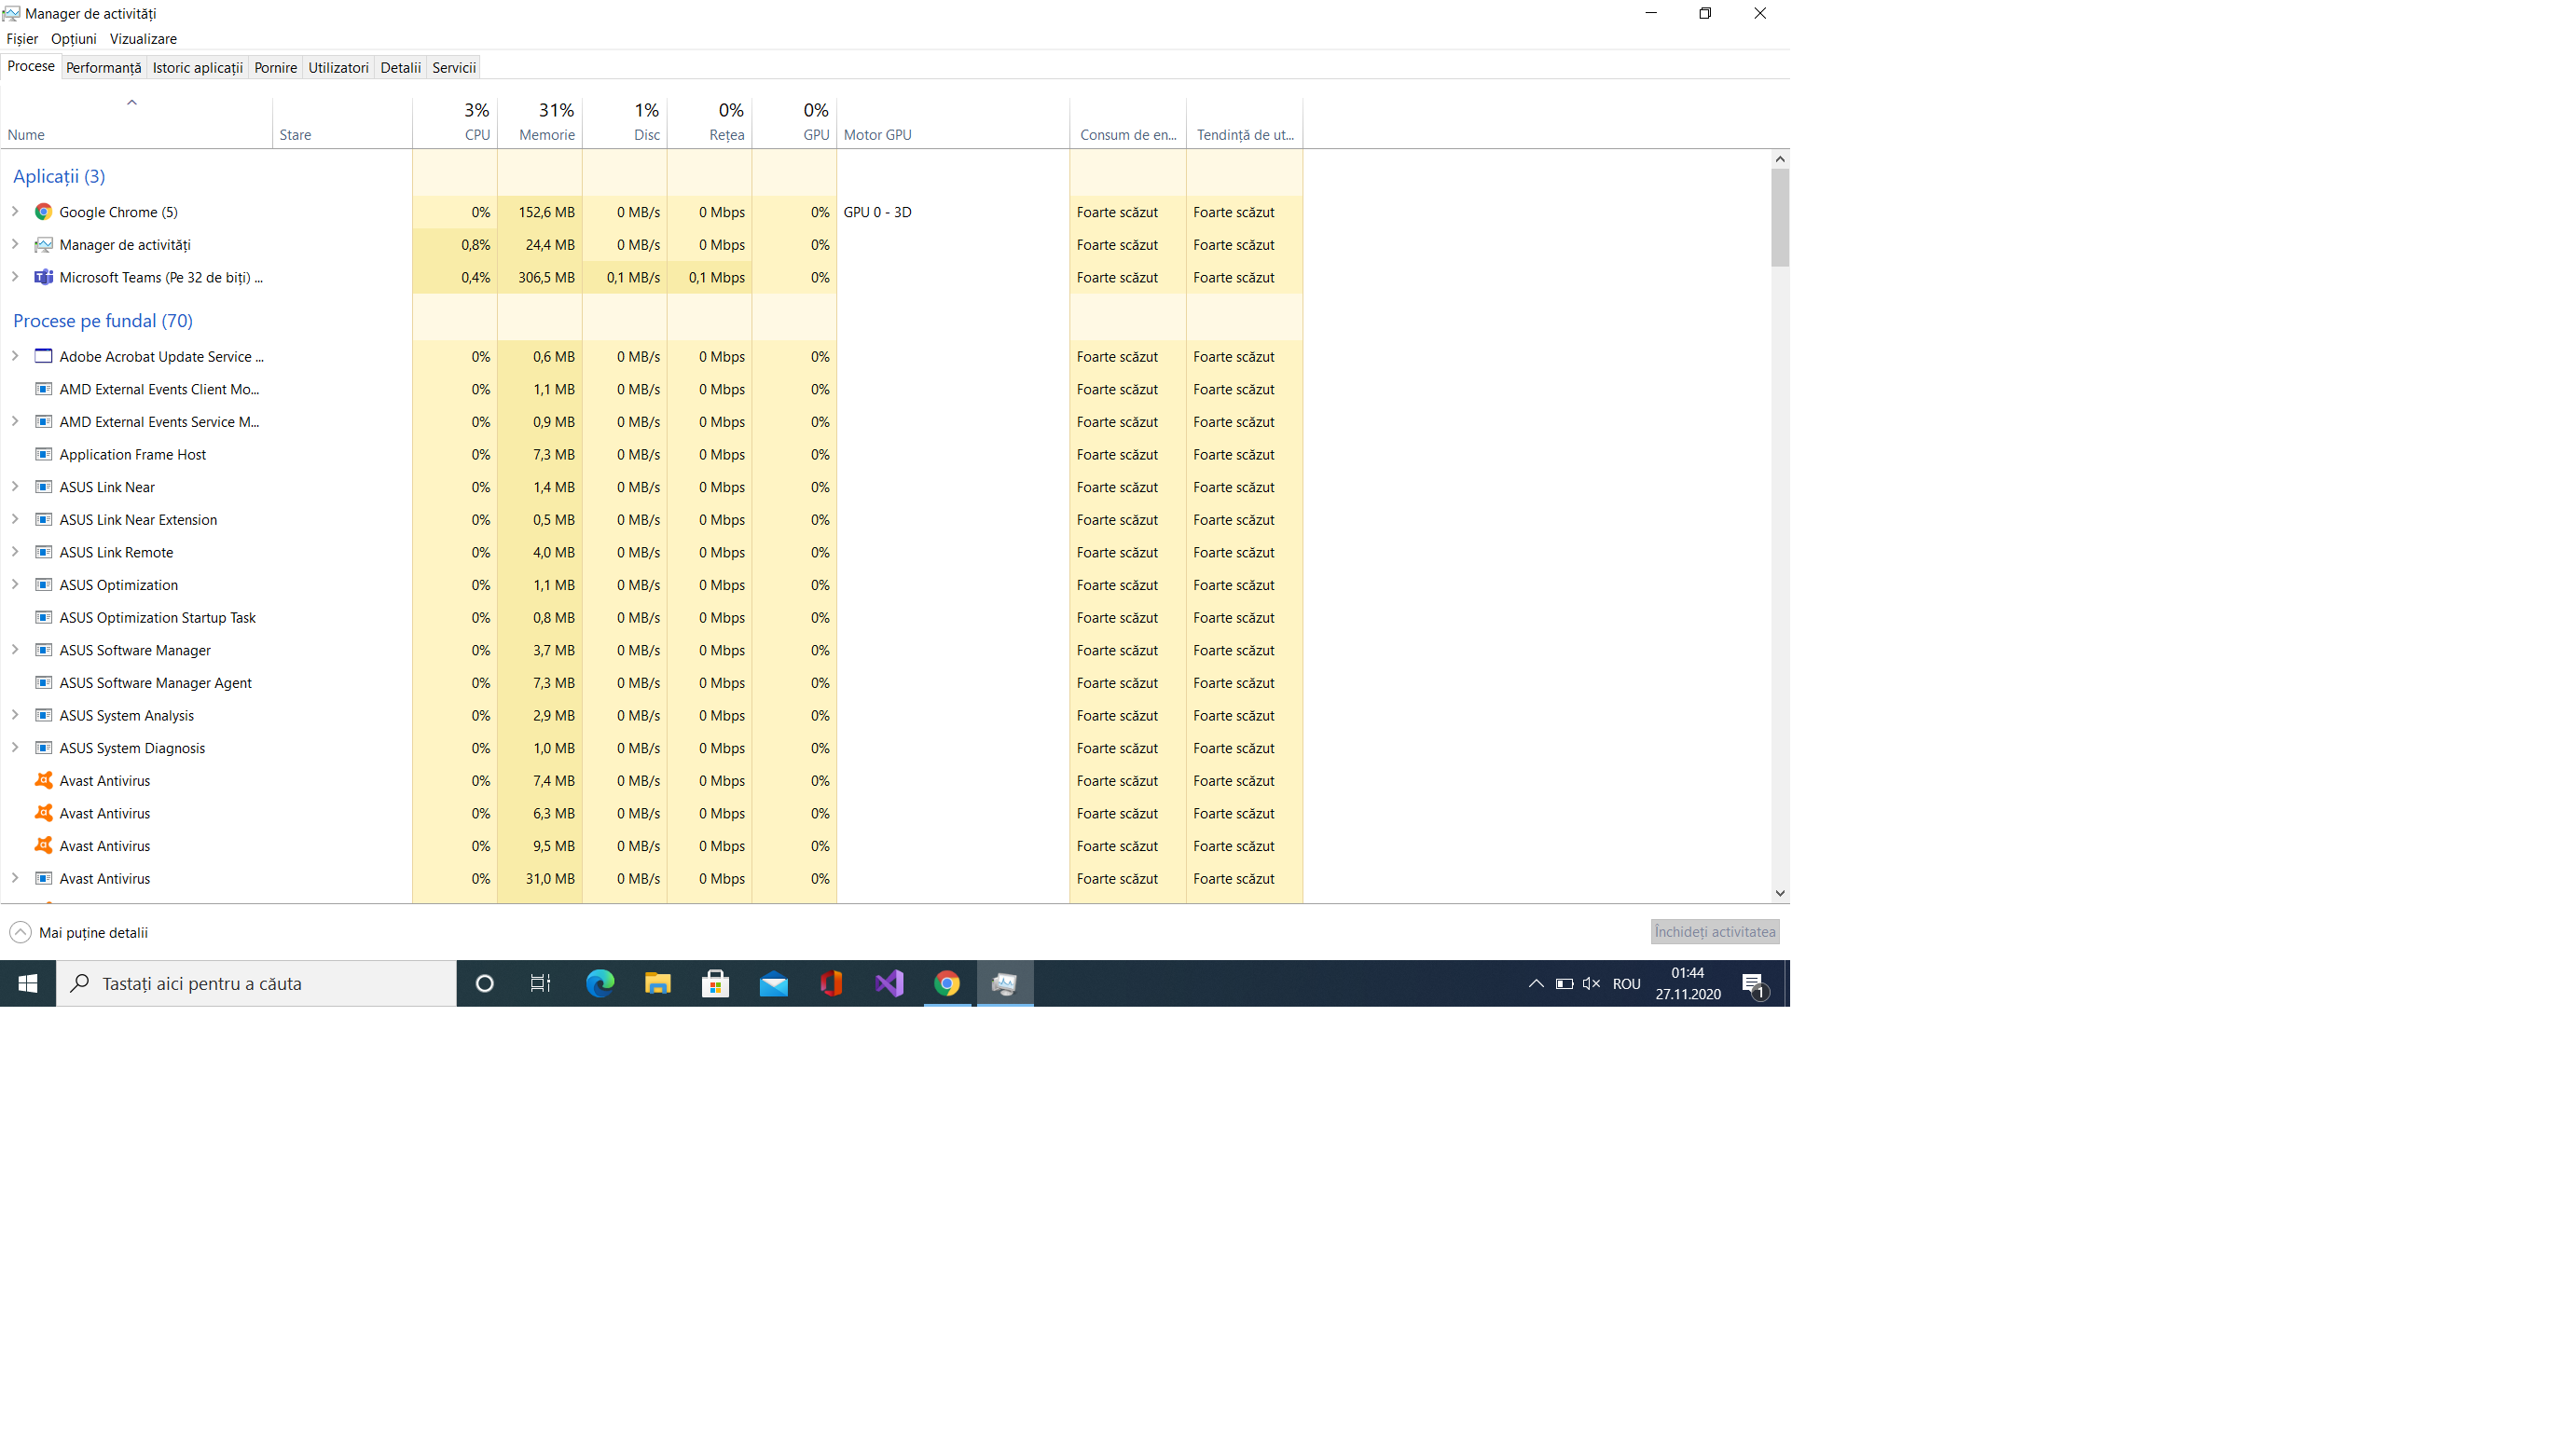 Manager de activități
Fișier Opțiuni Vizualizare
Procese Performanță Istoric aplicații Pornire Utilizatori Detalii Servicii
3% 31% 1% 0% 0%
Nume Stare CPU Memorie Disc Rețea GPU Motor GPU Consum de en... Tendință de ut...
Aplicații (3)
Google Chrome (5) 0% 152,6 MB 0 MB/s 0 Mbps 0% GPU 0 - 3D Foarte scăzut Foarte scăzut
Manager de activități 0,8% 24,4 MB 0 MB/s 0 Mbps 0% Foarte scăzut Foarte scăzut
Microsoft Teams (Pe 32 de biți) ... 0,4% 306,5 MB 0,1 MB/s 0,1 Mbps 0% Foarte scăzut Foarte scăzut
Procese pe fundal (70)
Adobe Acrobat Update Service ... 0% 0,6 MB 0 MB/s 0 Mbps 0% Foarte scăzut Foarte scăzut
AMD External Events Client Mo... 0% 1,1 MB 0 MB/s 0 Mbps 0% Foarte scăzut Foarte scăzut
AMD External Events Service M... 0% 0,9 MB 0 MB/s 0 Mbps 0% Foarte scăzut Foarte scăzut
Application Frame Host 0% 7,3 MB 0 MB/s 0 Mbps 0% Foarte scăzut Foarte scăzut
ASUS Link Near 0% 1,4 MB 0 MB/s 0 Mbps 0% Foarte scăzut Foarte scăzut
ASUS Link Near Extension 0% 0,5 MB 0 MB/s 0 Mbps 0% Foarte scăzut Foarte scăzut
ASUS Link Remote 0% 4,0 MB 0 MB/s 0 Mbps 0% Foarte scăzut Foarte scăzut
ASUS Optimization 0% 1,1 MB 0 MB/s 0 Mbps 0% Foarte scăzut Foarte scăzut
ASUS Optimization Startup Task 0% 0,8 MB 0 MB/s 0 Mbps 0% Foarte scăzut Foarte scăzut
ASUS Software Manager 0% 3,7 MB 0 MB/s 0 Mbps 0% Foarte scăzut Foarte scăzut
ASUS Software Manager Agent 0% 7,3 MB 0 MB/s 0 Mbps 0% Foarte scăzut Foarte scăzut
ASUS System Analysis 0% 2,9 MB 0 MB/s 0 Mbps 0% Foarte scăzut Foarte scăzut
ASUS System Diagnosis 0% 1,0 MB 0 MB/s 0 Mbps 0% Foarte scăzut Foarte scăzut
Avast Antivirus 0% 7,4 MB 0 MB/s 0 Mbps 0% Foarte scăzut Foarte scăzut
Avast Antivirus 0% 6,3 MB 0 MB/s 0 Mbps 0% Foarte scăzut Foarte scăzut
Avast Antivirus 0% 9,5 MB 0 MB/s 0 Mbps 0% Foarte scăzut Foarte scăzut
Avast Antivirus 0% 31,0 MB 0 MB/s 0 Mbps 0% Foarte scăzut Foarte scăzut
Mai puține detalii Închideți activitatea
Tastați aici pentru a căuta ROU 01:44
27.11.2020 1